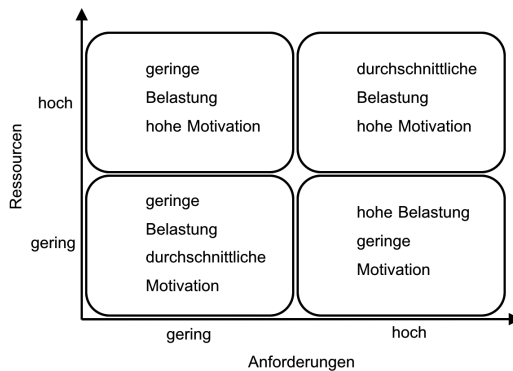 geringe
Belastung
hohe Motivation
durchschnittliche
Belastung
hohe Motivation
hoch
Ressourcen
geringe
Belastung
durchschnittliche
Motivation
hohe Belastung
geringe
Motivation
gering
gering
hoch
Anforderungen